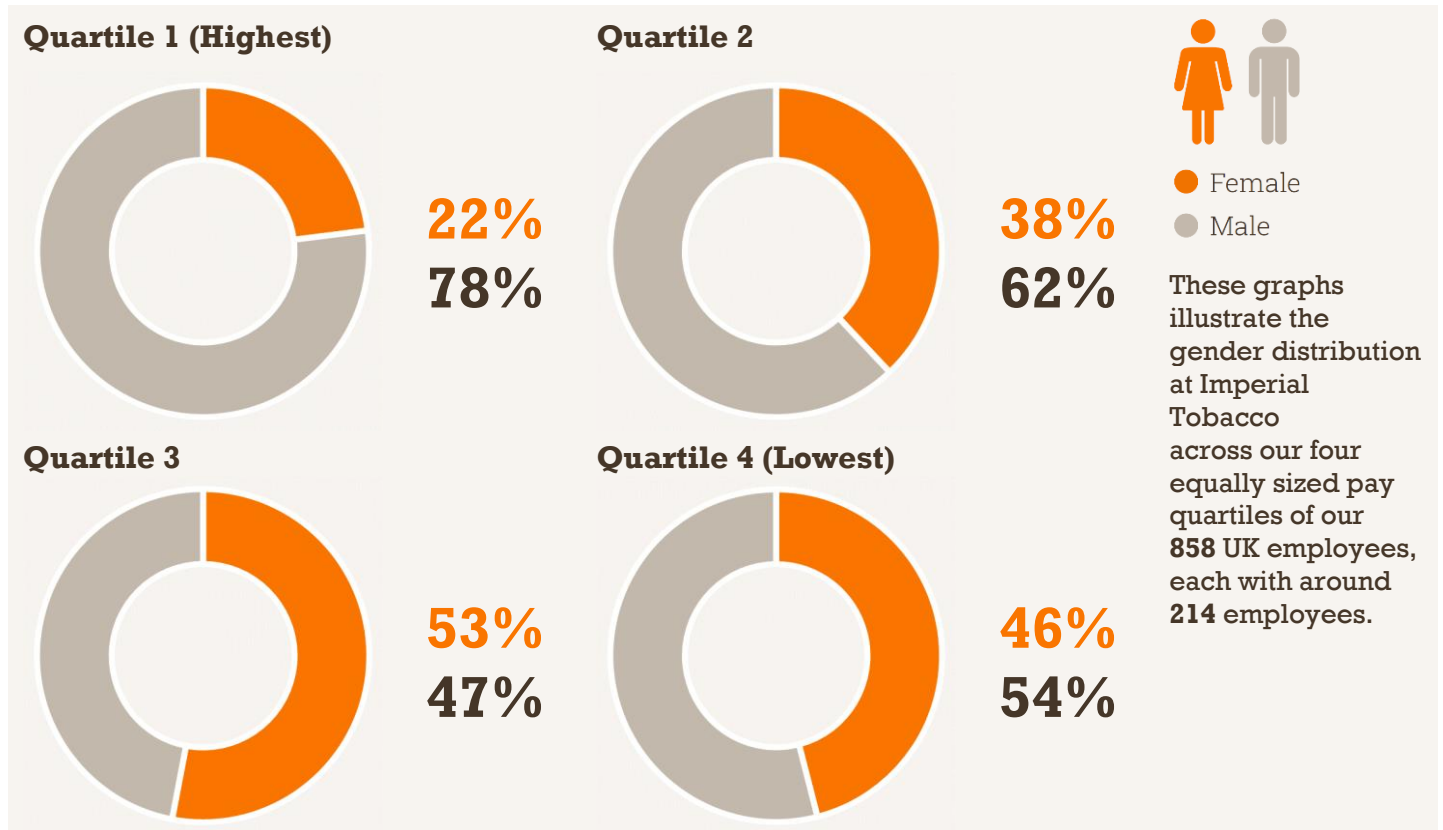 Quartile 1 (Highest)
22%
78%
Quartile 2
38%
62%
Quartile 3
53%
47%
Quartile 4 (Lowest)
46%
54%
Female
Male
These graphs
illustrate the
gender distribution
at Imperial
Tobacco
across our four
equally sized pay
quartiles of our
858 UK employees,
each with around
214 employees.